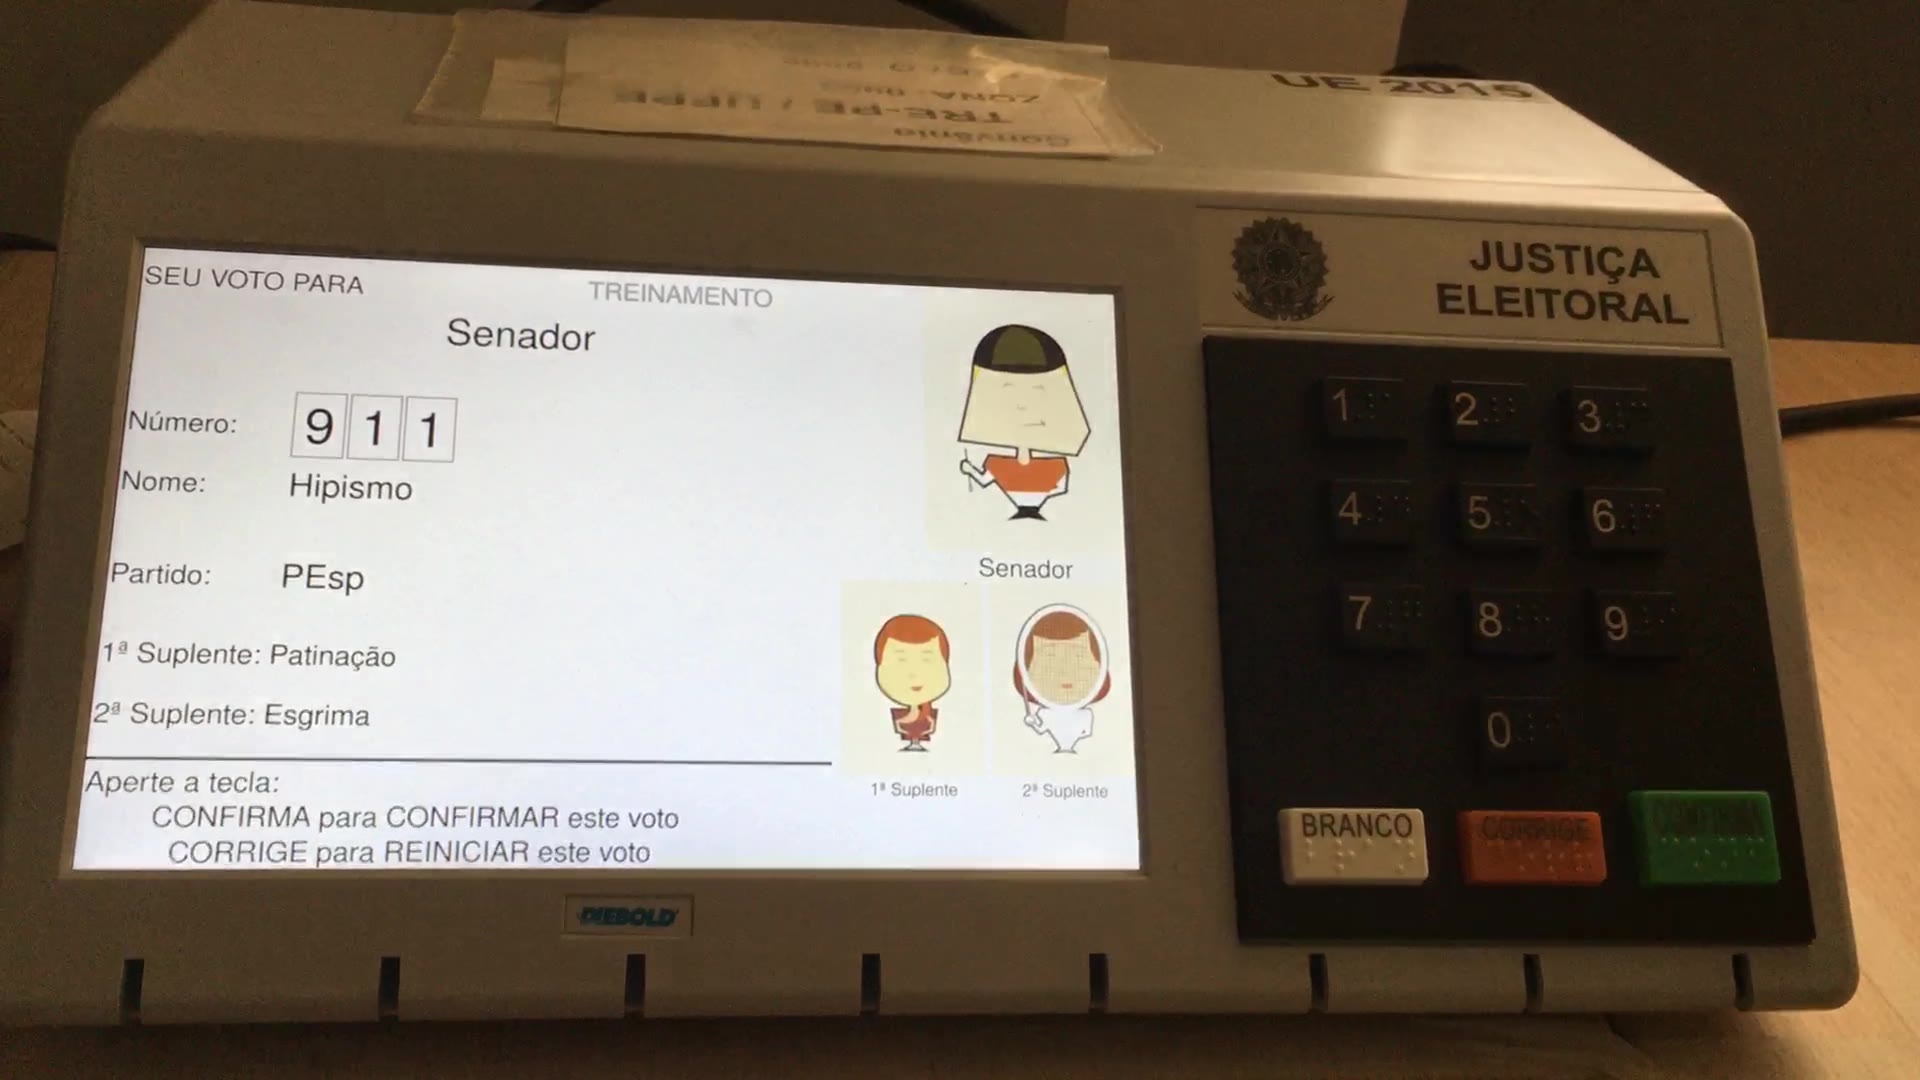 Convênio
TRE-PE / UFPE
UE 2015
JUSTIÇA
ELEITORAL
SEU VOTO PARA
TREINAMENTO
Senador
Número: 9 1 1
Nome: Hipismo
Partido: PEsp
1ª Suplente: Patinação
2ª Suplente: Esgrima
Senador
1ª Suplente
2ª Suplente
Aperte a tecla:
CONFIRMA para CONFIRMAR este voto
CORRIGE para REINICIAR este voto
DIEBOLD
1 2 3
4 5 6
7 8 9
0
BRANCO CORRIGE CONFIRMA